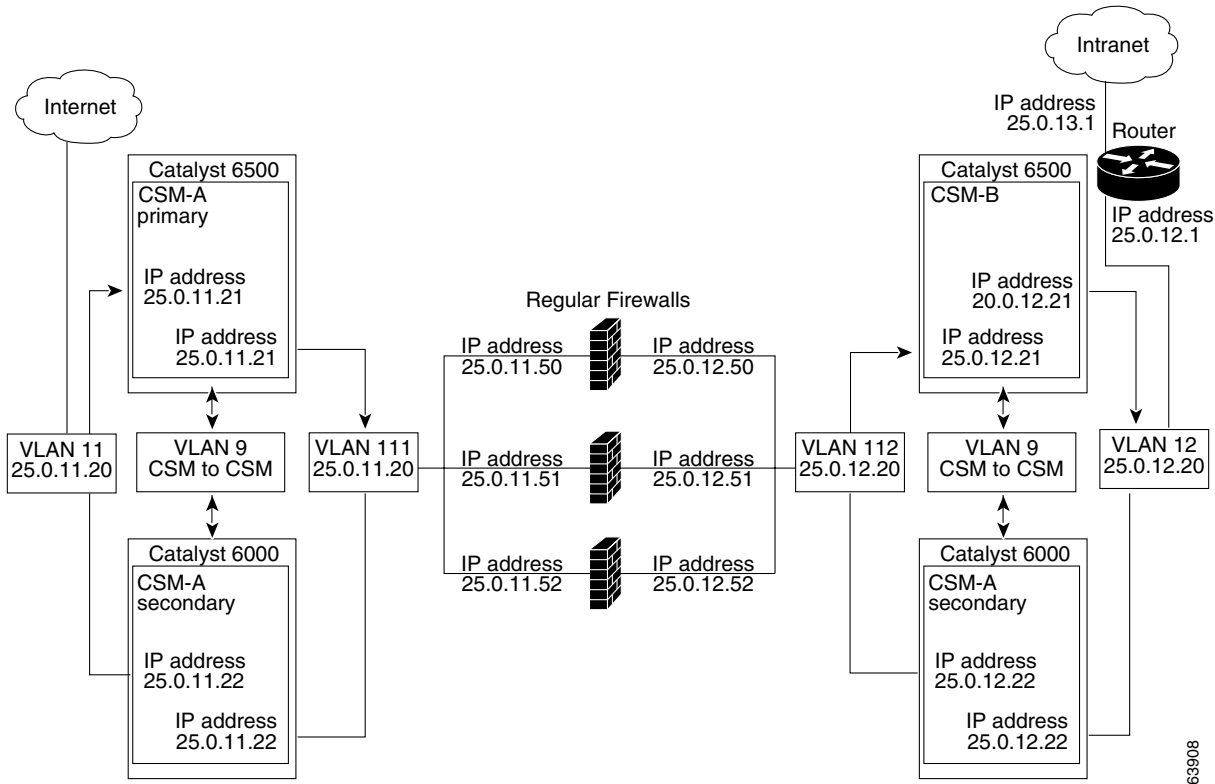 Internet
Catalyst 6500
CSM-A
primary
IP address
25.0.11.21
IP address
25.0.11.21
VLAN 11
25.0.11.20
VLAN 9
CSM to CSM
VLAN 111
25.0.11.20
Catalyst 6000
CSM-A
secondary
IP address
25.0.11.22
IP address
25.0.11.22
Regular Firewalls
IP address
25.0.11.50
IP address
25.0.12.50
IP address
25.0.11.51
IP address
25.0.12.51
IP address
25.0.11.52
IP address
25.0.12.52
Intranet
IP address
25.0.13.1
Router
IP address
25.0.12.1
Catalyst 6500
CSM-B
IP address
20.0.12.21
IP address
25.0.12.21
VLAN 112
25.0.12.20
VLAN 9
CSM to CSM
VLAN 12
25.0.12.20
Catalyst 6000
CSM-A
secondary
IP address
25.0.12.22
IP address
25.0.12.22
63908